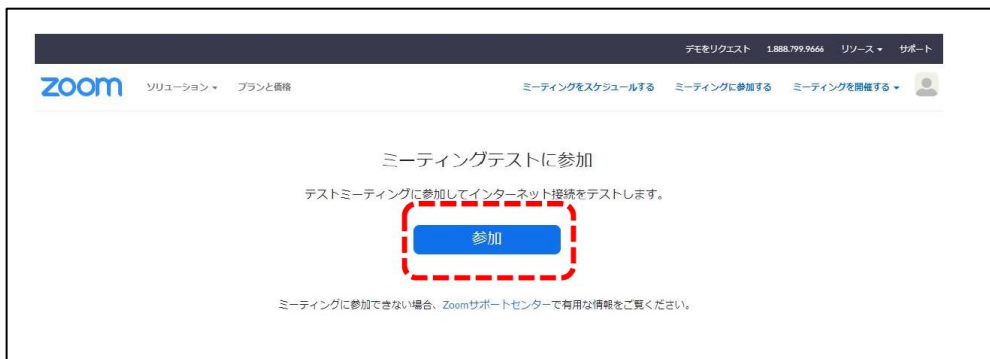 デモをリクエスト 1.888.799.9666 リソース サポート
zoom ソリューション プランと価格 ミーティングをスケジュールする ミーティングに参加する ミーティングを開催する
ミーティングテストに参加
テストミーティングに参加してインターネット接続をテストします。
参加
ミーティングに参加できない場合、Zoomサポートセンターで有用な情報をご覧ください。